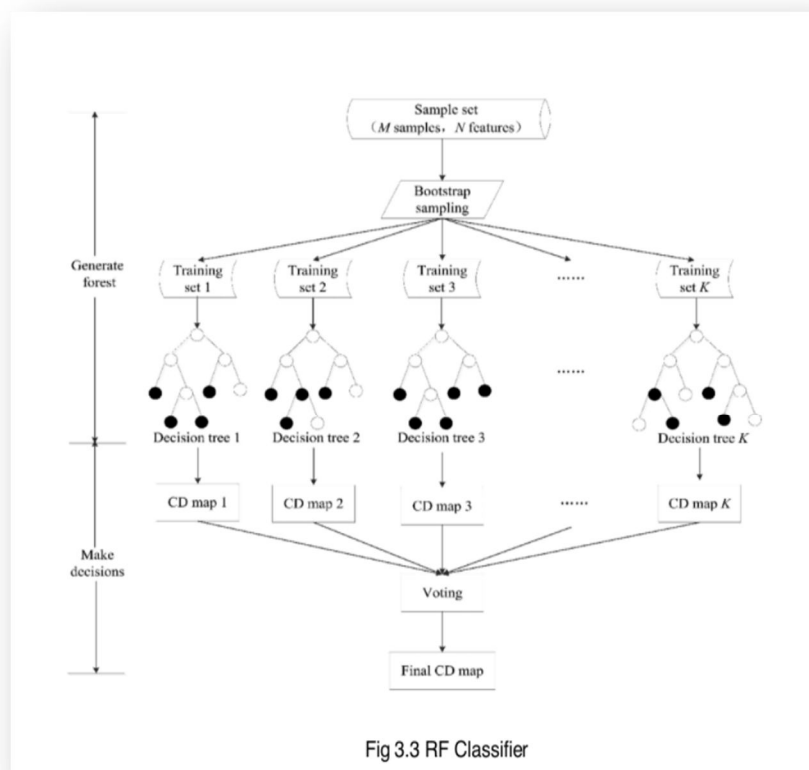 Sample set
(M samples, N features)
Bootstrap
sampling
Generate
forest
Training
set 1
Training
set 2
Training
set 3
......
Training
set K
......
Decision tree 1
Decision tree 2
Decision tree 3
Decision tree K
CD map 1
CD map 2
CD map 3
......
CD map K
Make
decisions
Voting
Final CD map
Fig 3.3 RF Classifier